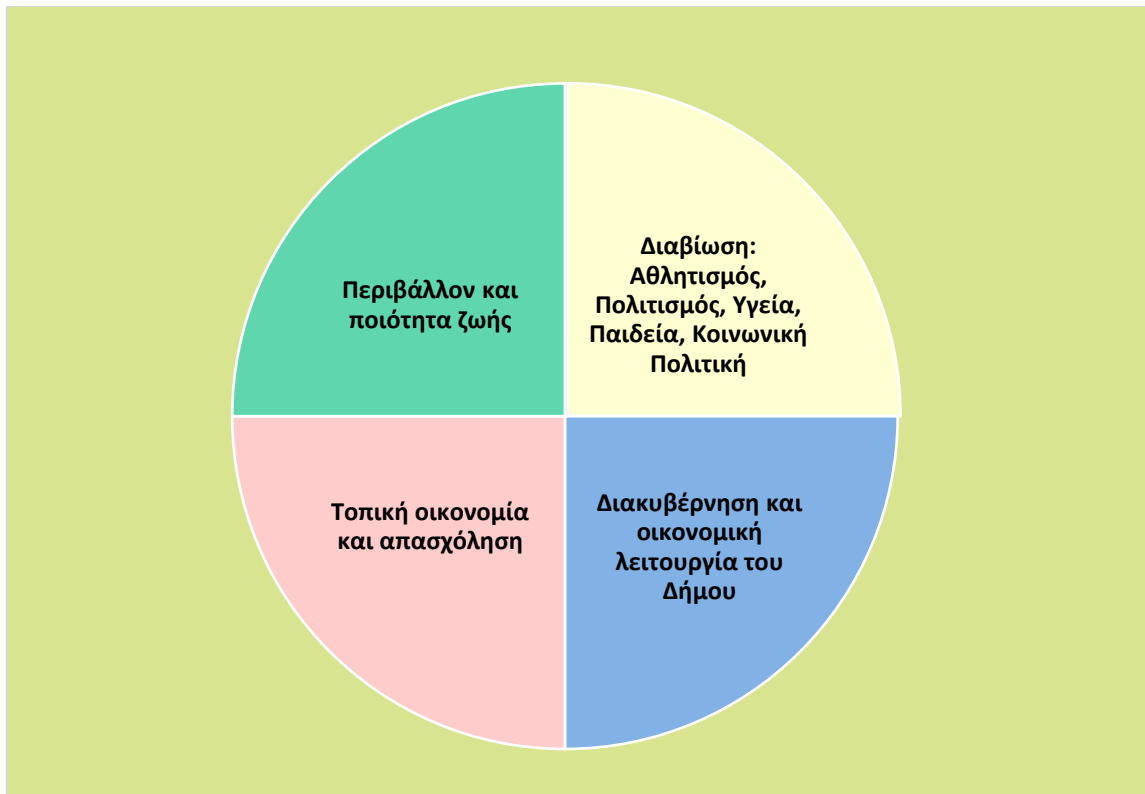 Περιβάλλον και
ποιότητα ζωής
Διαβίωση:
Αθλητισμός,
Πολιτισμός, Υγεία,
Παιδεία, Κοινωνική
Πολιτική
Τοπική οικονομία
και απασχόληση
Διακυβέρνηση και
οικονομική
λειτουργία του
Δήμου